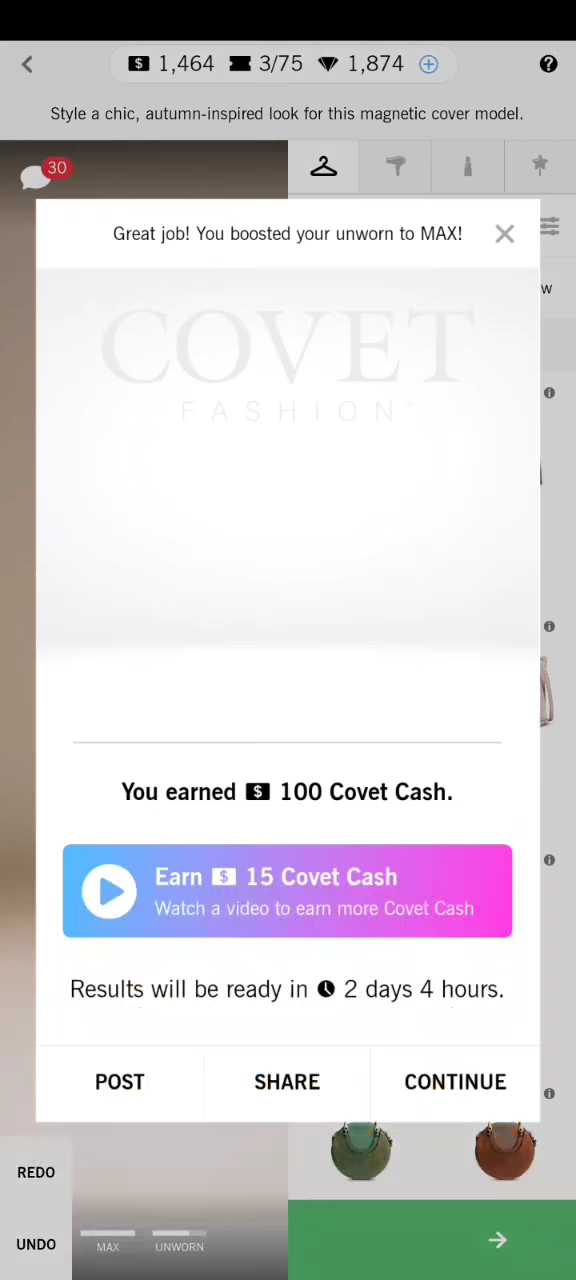 1,464 3/75 1,874
Style a chic, autumn-inspired look for this magnetic cover model.
30
Great job! You boosted your unworn to MAX!
W
COVET
FASHION™
You earned $ 100 Covet Cash.
Earn $ 15 Covet Cash
Watch a video to earn more Covet Cash
Results will be ready in 2 days 4 hours.
POST SHARE CONTINUE
REDO
UNDO
MAX UNWORN